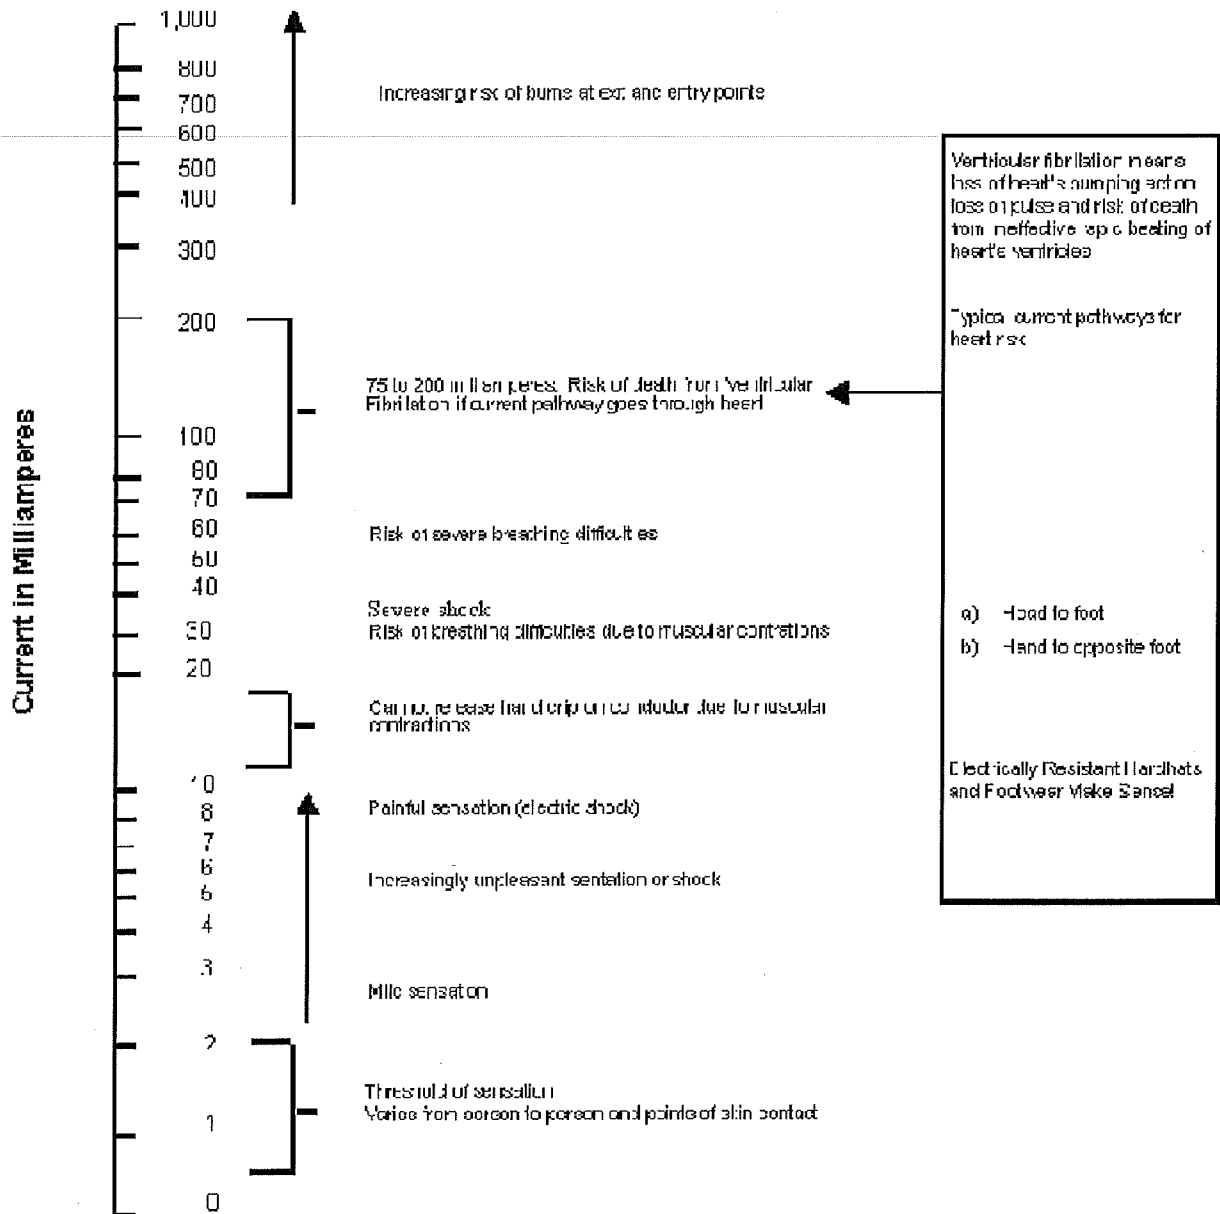 Current in Milliamperes
1,000
800
700
600
500
400
300
200
100
80
70
60
50
40
30
20
10
8
7
6
5
4
3
2
1
0
Increasing risk of burns at exit and entry points
75 to 200 milliamperes. Risk of death from Ventricular
Fibrillation if current pathway goes through heart
Risk of severe breathing difficulties
Severe shock
Risk of breathing difficulties due to muscular contrations
Cannot release hand grip on conductor due to muscular
contractions
Painful sensation (electric shock)
Increasingly unpleasant sentation or shock
Mild sensation
Threshold of sensation
Varies from person to person and points of skin contact
Ventricular fibrillation means
loss of heart's pumping action
loss of pulse and risk of death
from ineffective rapid beating of
heart's ventricles
Typical current pathways for
heart risk
a) Head to foot
b) Hand to opposite foot
Electrically Resistant Hardhats
and Footwear Make Sense!